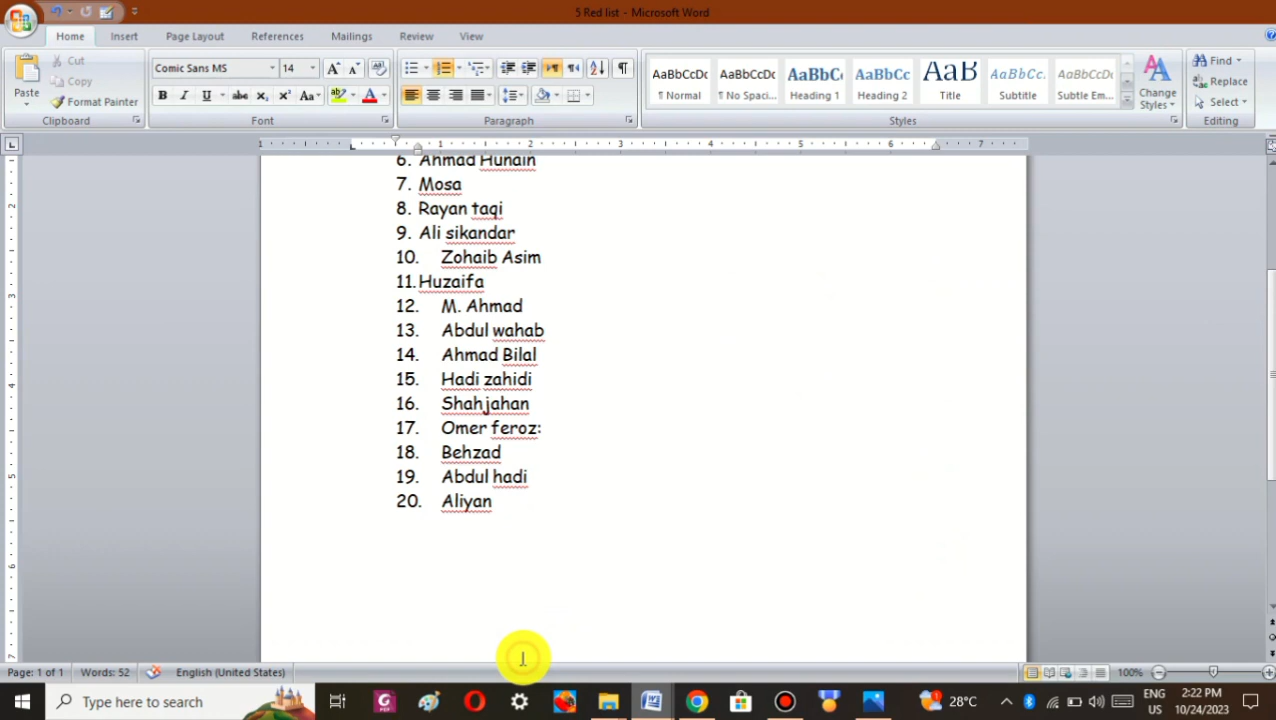 5 Red list - Microsoft Word
Home Insert Page Layout References Mailings Review View
Paste
Cut
Copy
Format Painter
Clipboard
Comic Sans MS 14
Font
Paragraph
AaBbCcDc AaBbCcDc AaBbC AaBbCc AaB AaBbCc. AaBbCcDc
¶ Normal ¶ No Spaci... Heading 1 Heading 2 Title Subtitle Subtle Em...
Change Styles
Styles
Find
Replace
Select
Editing
6. Ahmad Hunain
7. Mosa
8. Rayan taqi
9. Ali sikandar
10. Zohaib Asim
11. Huzaifa
12. M. Ahmad
13. Abdul wahab
14. Ahmad Bilal
15. Hadi zahidi
16. Shahjahan
17. Omer feroz:
18. Behzad
19. Abdul hadi
20. Aliyan
Page: 1 of 1 Words: 52 English (United States) 100%
Type here to search 28°C ENG US 2:22 PM 10/24/2023